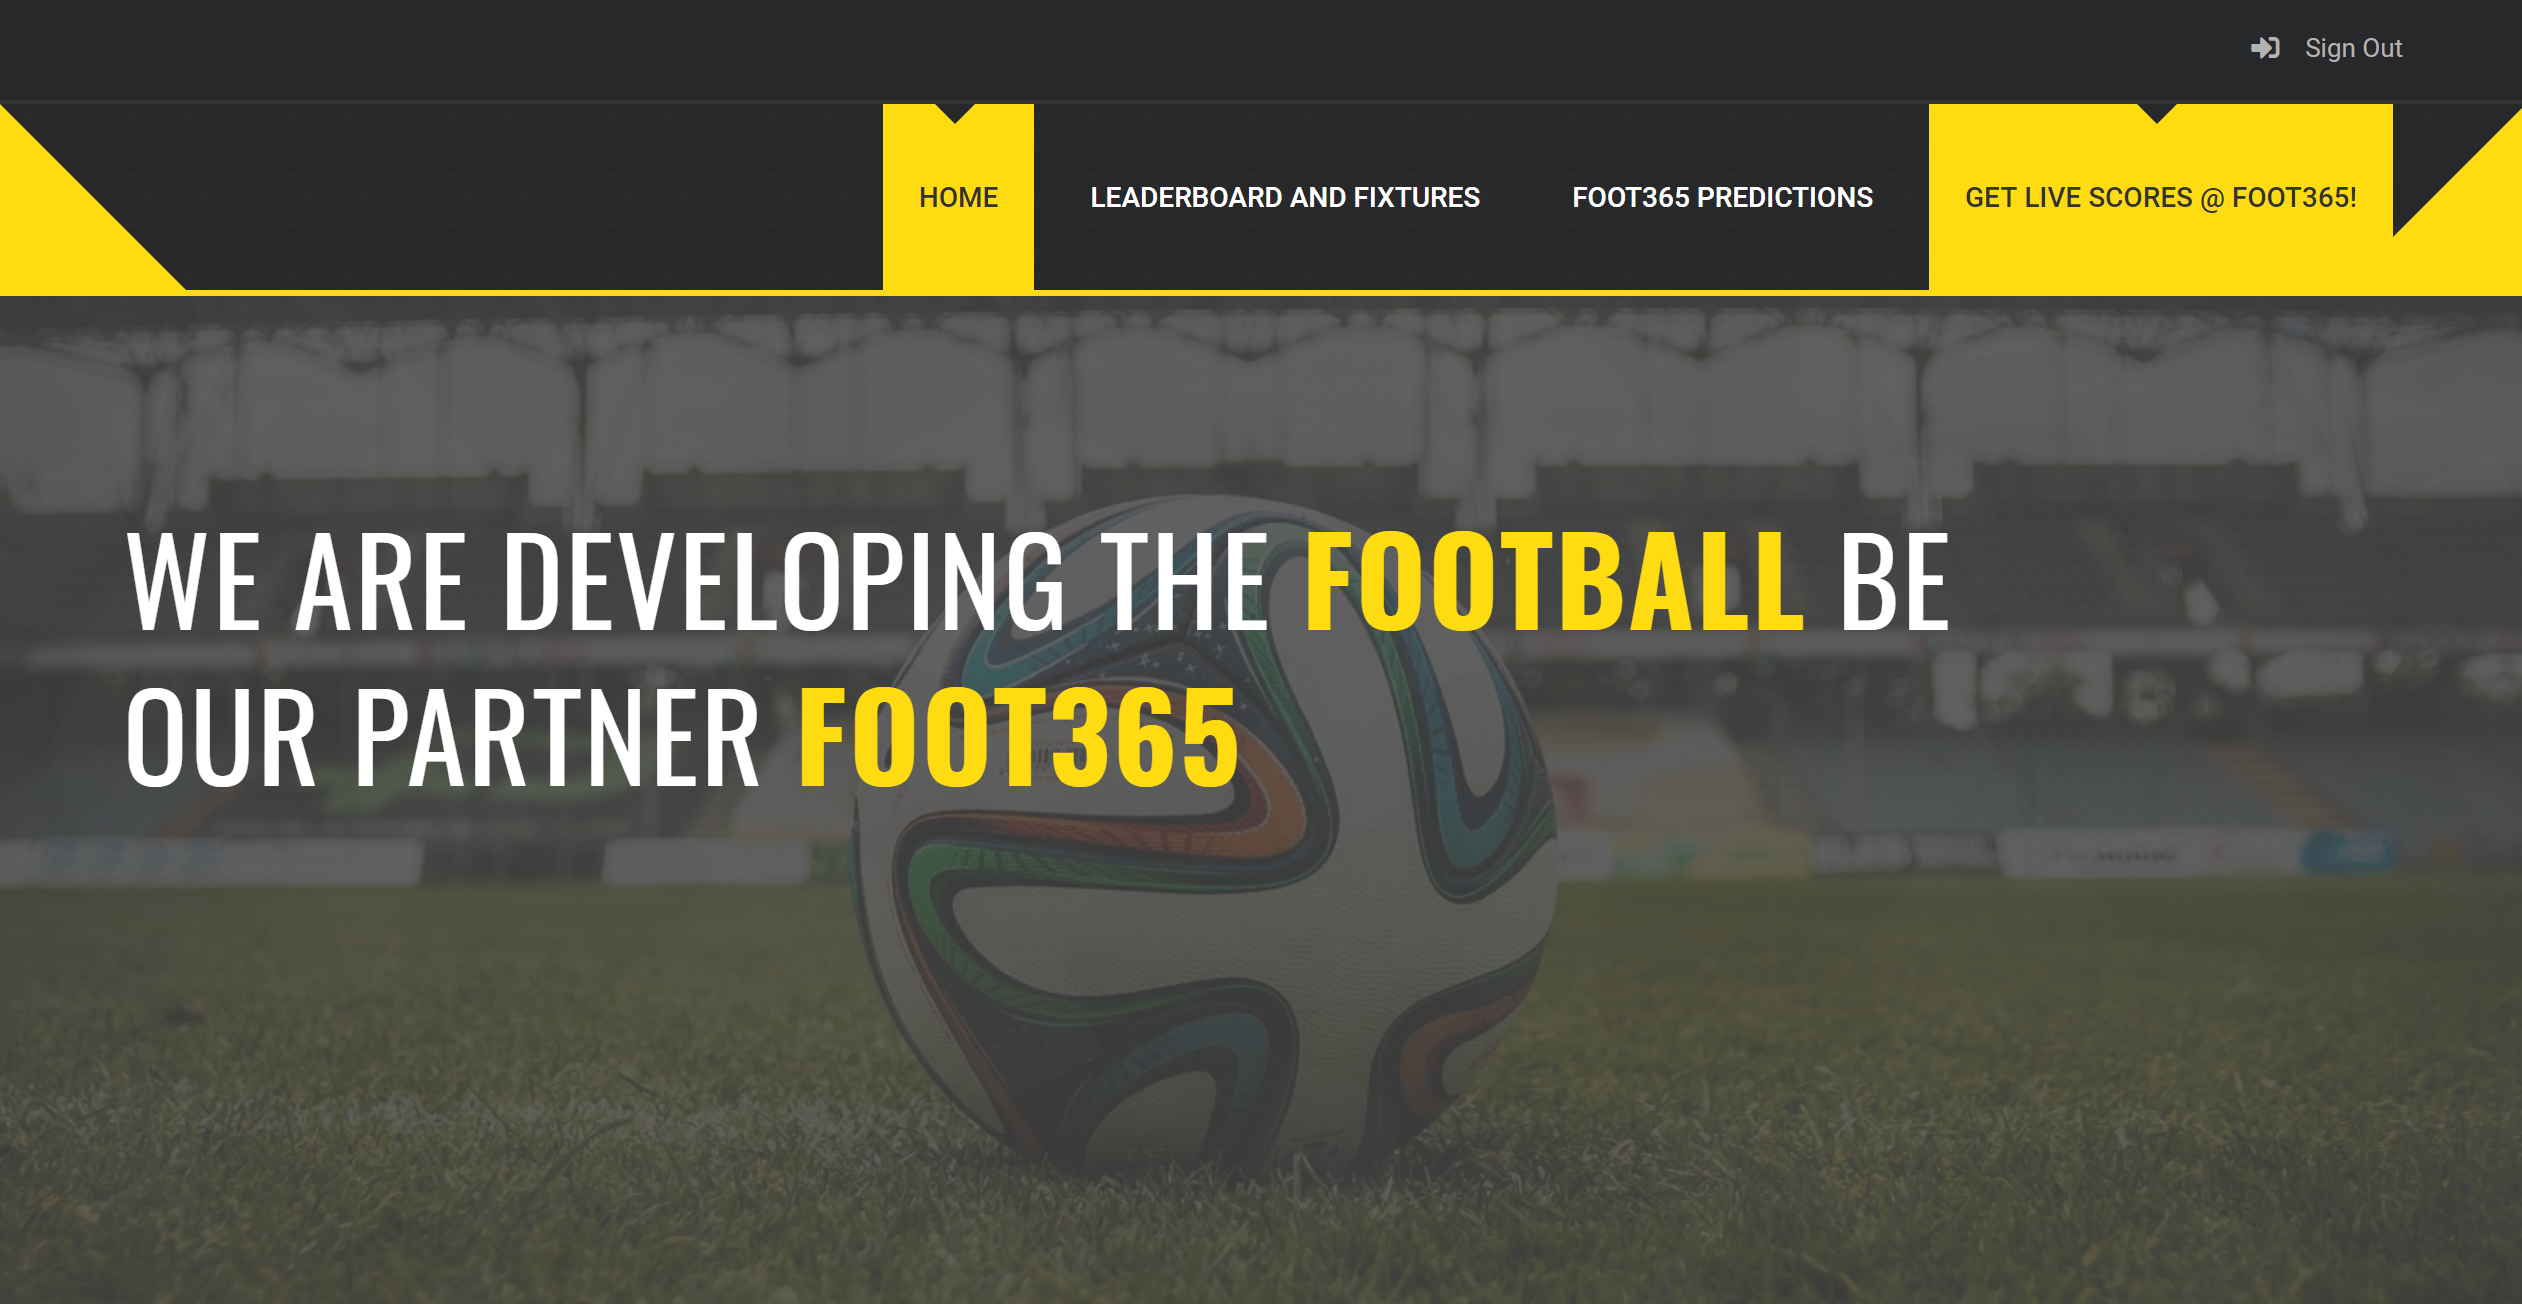 Sign Out
HOME
LEADERBOARD AND FIXTURES
FOOT365 PREDICTIONS
GET LIVE SCORES @ FOOT365!
WE ARE DEVELOPING THE FOOTBALL BE
OUR PARTNER FOOT365